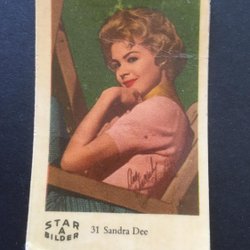 STAR
A
BILDER
31 Sandra Dee